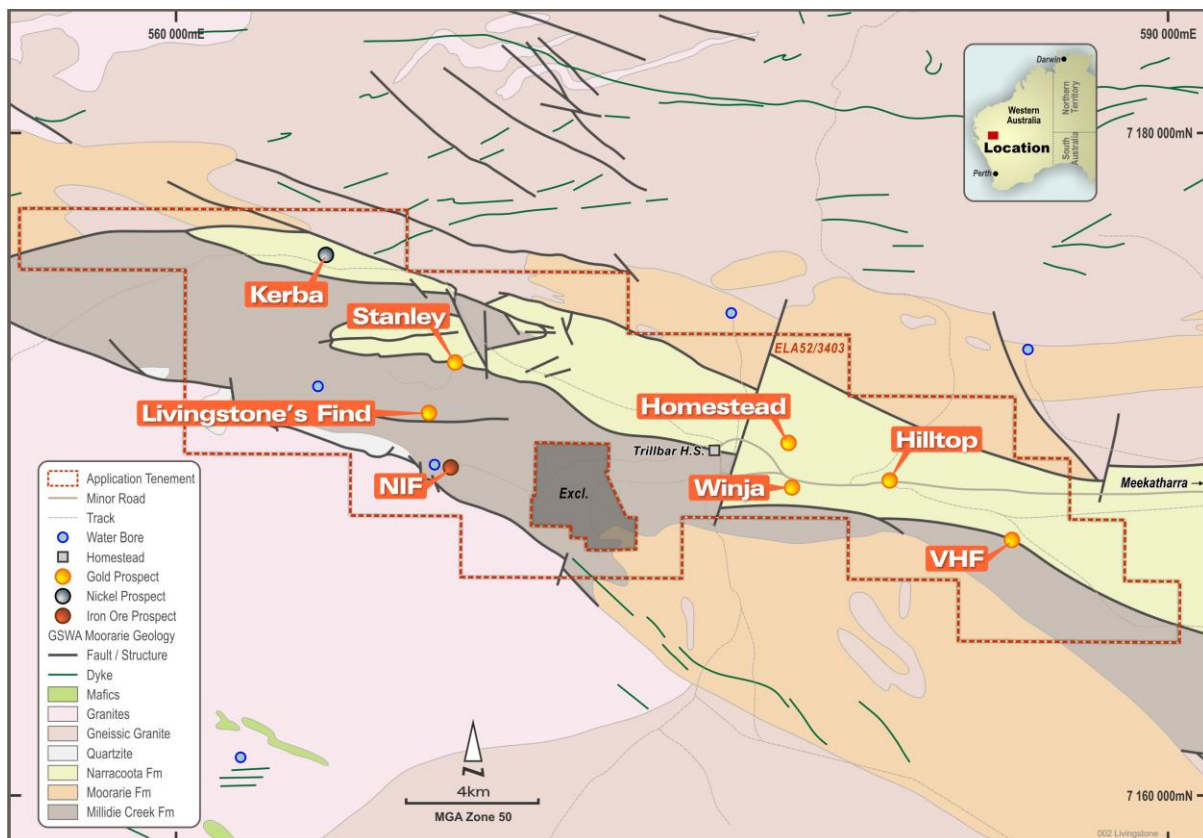 560 000mE
590 000mE
Darwin
Western
Australia
Northern
Territory
South
Australia
Location
Perth
7 180 000mN
Kerba
Stanley
ELA52/3403
Livingstone's Find
Homestead
Hilltop
Trillbar H.S.
Winja
Meekatharra
NIF
Excl.
VHF
Application Tenement
Minor Road
Track
Water Bore
Homestead
Gold Prospect
Nickel Prospect
Iron Ore Prospect
GSWA Moorarie Geology
Fault / Structure
Dyke
Mafics
Granites
Gneissic Granite
Quartzite
Narracoota Fm
Moorarie Fm
Millidie Creek Fm
N
4km
MGA Zone 50
7 160 000mN
002 Livingstone